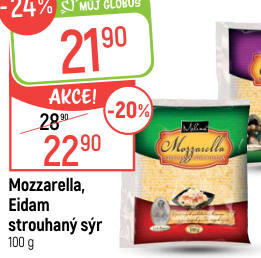 -24%
MŮJ GLOBUS
21 90
AKCE!
-20%
28 90
22 90
Mozzarella,
Eidam
strouhaný sýr
100 g
Mozzarella